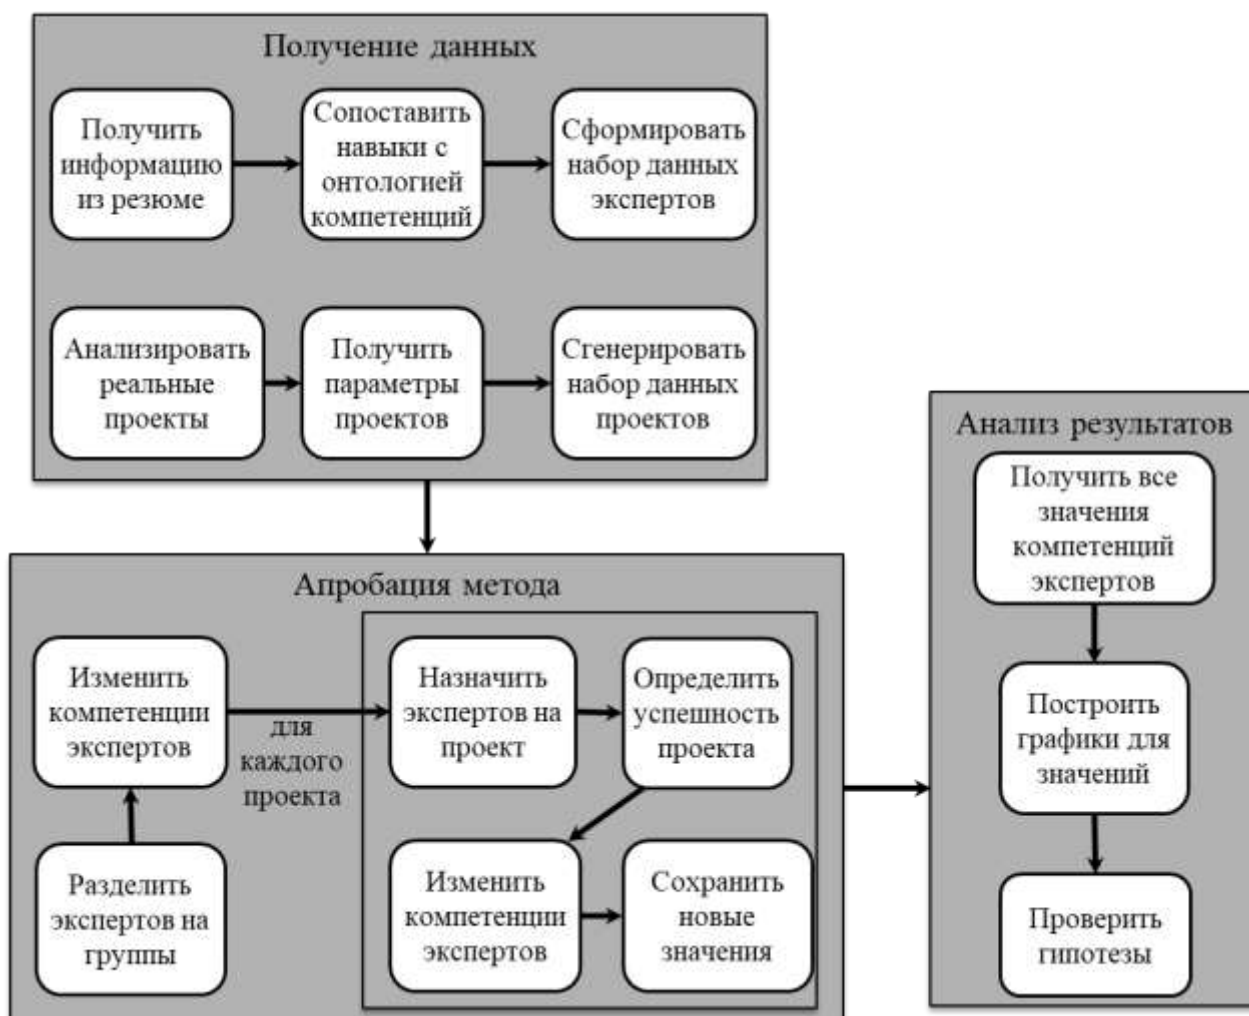 Получение данных
Получить
информацию
из резюме
Сопоставить
навыки с
онтологией
компетенций
Сформировать
набор данных
экспертов
Анализировать
реальные
проекты
Получить
параметры
проектов
Сгенерировать
набор данных
проектов
Апробация метода
Изменить
компетенции
экспертов
для
каждого
проекта
Назначить
экспертов на
проект
Определить
успешность
проекта
Разделить
экспертов на
группы
Изменить
компетенции
экспертов
Сохранить
новые
значения
Анализ результатов
Получить все
значения
компетенций
экспертов
Построить
графики для
значений
Проверить
гипотезы